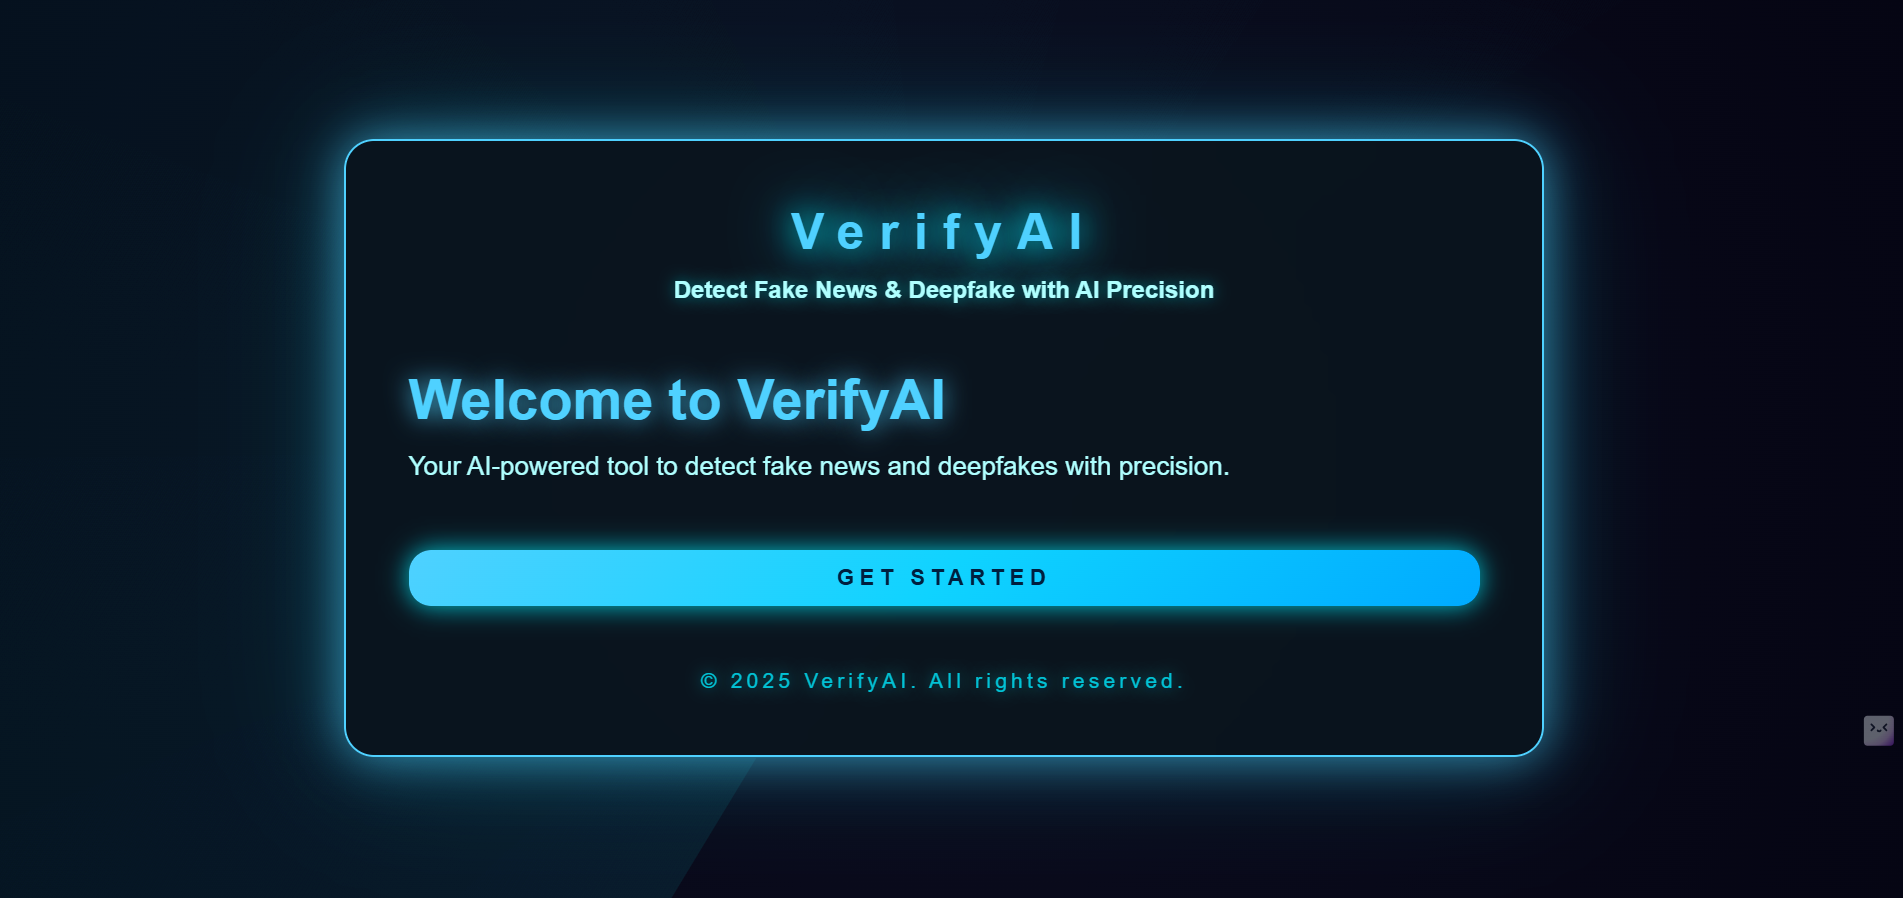 VerifyAI
Detect Fake News & Deepfake with AI Precision
Welcome to VerifyAI
Your AI-powered tool to detect fake news and deepfakes with precision.
GET STARTED
© 2025 VerifyAI. All rights reserved.